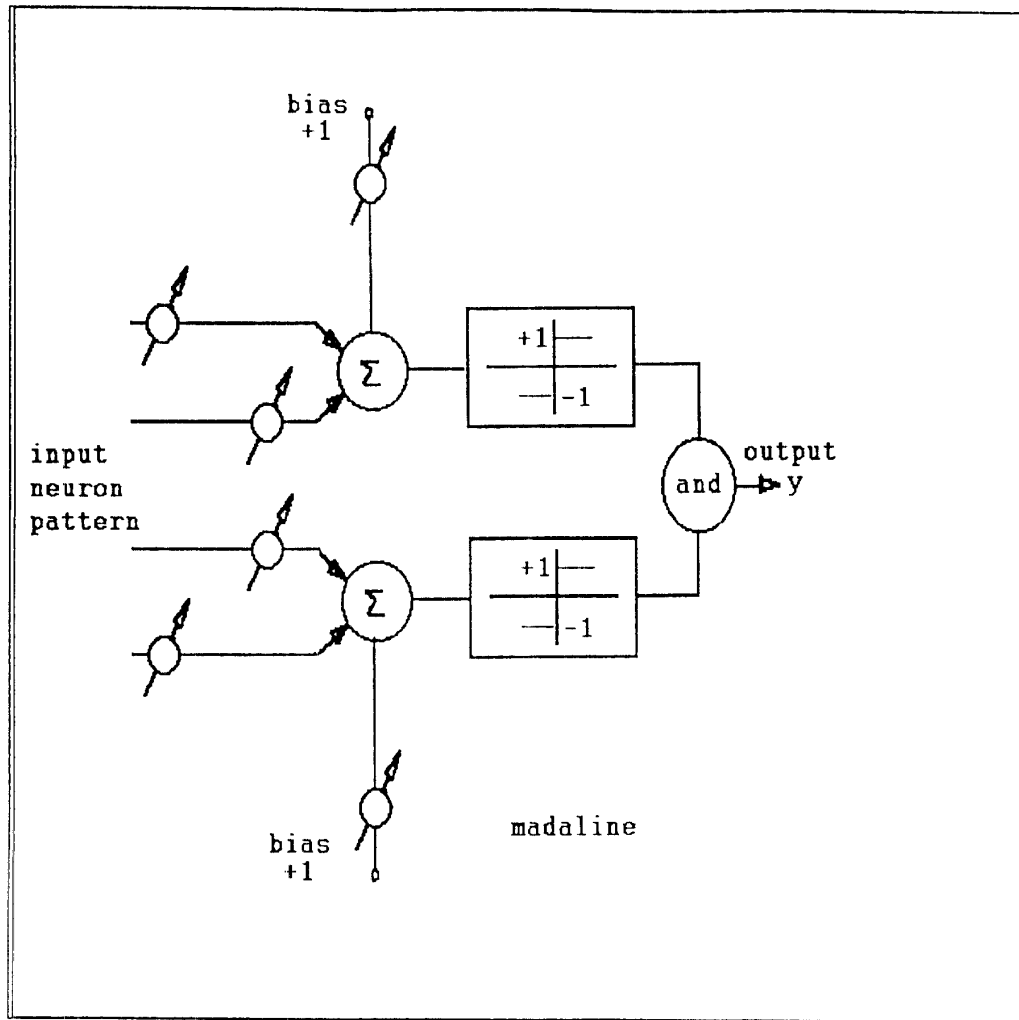 bias
+1
Σ
+1
-1
input
neuron
pattern
and
output
y
Σ
+1
-1
bias
+1
madaline